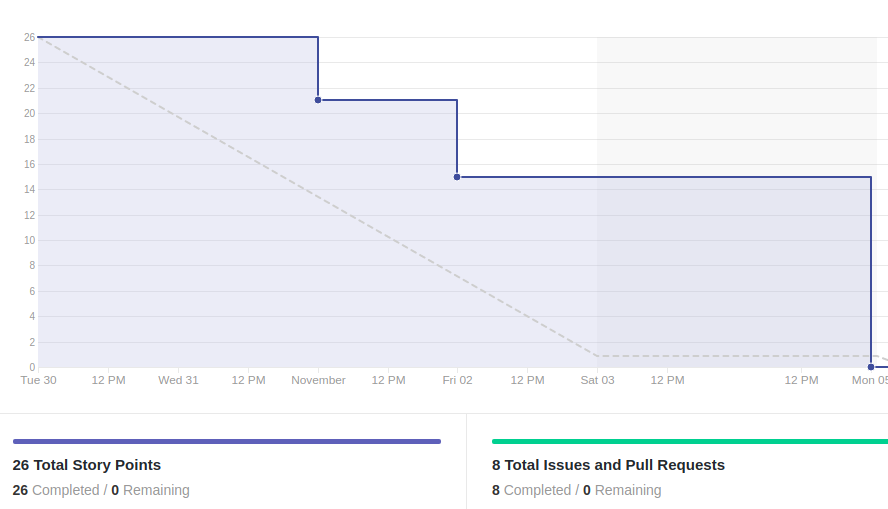 26
24
22
20
18
16
14
12
10
8
6
4
2
0
Tue 30 12 PM Wed 31 12 PM November 12 PM Fri 02 12 PM Sat 03 12 PM 12 PM Mon 05
26 Total Story Points
26 Completed / 0 Remaining
8 Total Issues and Pull Requests
8 Completed / 0 Remaining